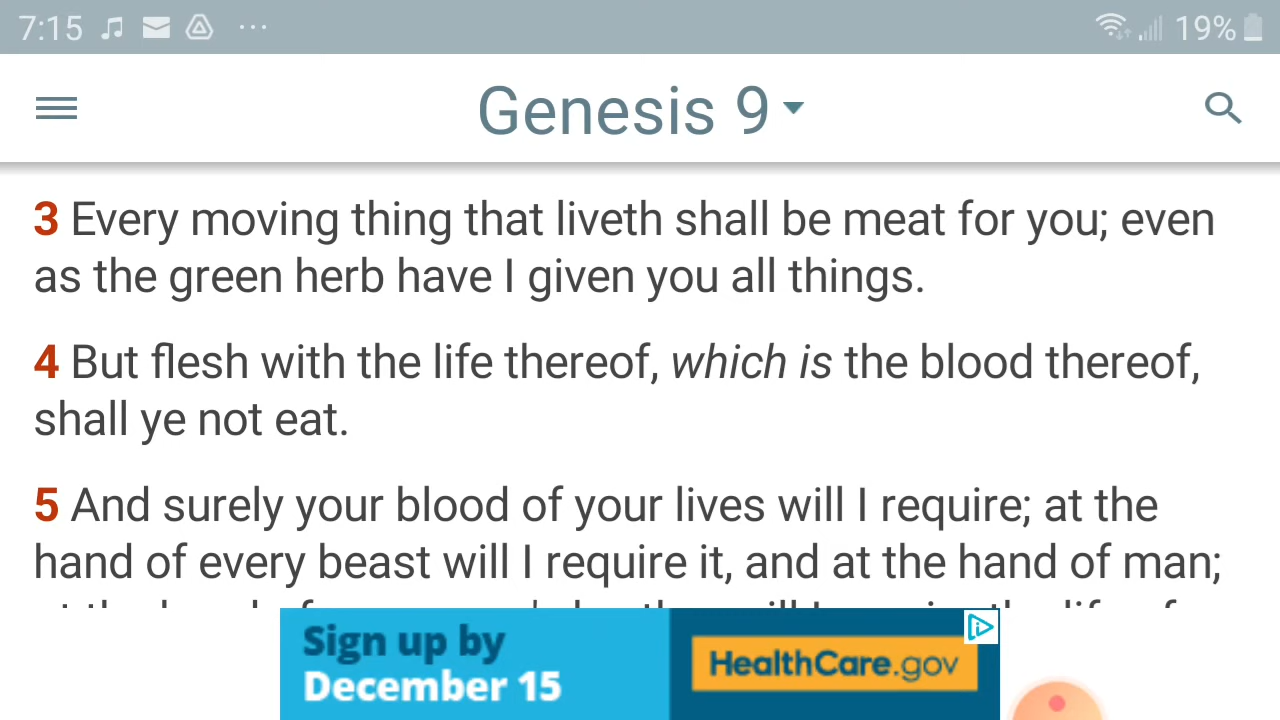 7:15 19%
Genesis 9
3 Every moving thing that liveth shall be meat for you; even
as the green herb have I given you all things.
4 But flesh with the life thereof, which is the blood thereof,
shall ye not eat.
5 And surely your blood of your lives will I require; at the
hand of every beast will I require it, and at the hand of man;
Sign up by
December 15
HealthCare.gov